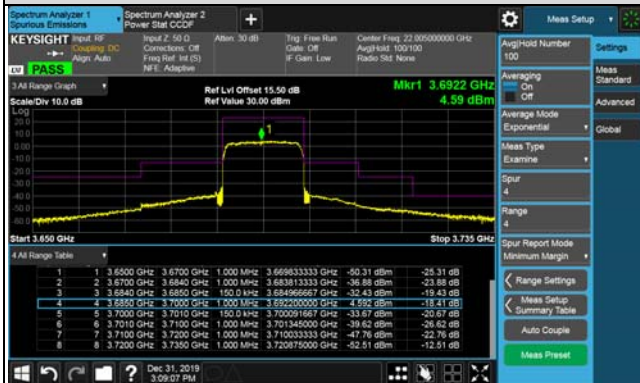 Spectrum Analyzer 1
Spurious Emissions
Spectrum Analyzer 2
Power Stat CCDF
+
Meas Setup
KEYSIGHT Input: RF
Coupling: DC
Align: Auto
Input Z: 50 Ω
Corrections: Off
Freq Ref: Int (S)
NFE: Adaptive
Atten: 30 dB
Trig: Free Run
Gate: Off
IF Gain: Low
Center Freq: 22.005000000 GHz
Avg|Hold: 100/100
Radio Std: None
LXI PASS
3 All Range Graph
Scale/Div 10.0 dB
Ref Lvl Offset 15.50 dB
Ref Value 30.00 dBm
Mkr1 3.6922 GHz
4.59 dBm
Log
20.0
10.0
0.00
-10.0
-20.0
-30.0
-40.0
-50.0
-60.0
1
Start 3.650 GHz
Stop 3.735 GHz
4 All Range Table
1 1 3.6500 GHz 3.6700 GHz 1.000 MHz 3.669833333 GHz -50.31 dBm -25.31 dB
2 2 3.6700 GHz 3.6840 GHz 1.000 MHz 3.683813333 GHz -36.88 dBm -23.88 dB
3 3 3.6840 GHz 3.6850 GHz 150.0 kHz 3.684966667 GHz -32.43 dBm -19.43 dB
4 4 3.6850 GHz 3.7000 GHz 1.000 MHz 3.692200000 GHz 4.592 dBm -18.41 dB
5 5 3.7000 GHz 3.7010 GHz 150.0 kHz 3.700091667 GHz -33.67 dBm -20.67 dB
6 6 3.7010 GHz 3.7100 GHz 1.000 MHz 3.701345000 GHz -39.62 dBm -26.62 dB
7 7 3.7100 GHz 3.7200 GHz 1.000 MHz 3.710033333 GHz -47.76 dBm -22.76 dB
8 8 3.7200 GHz 3.7350 GHz 1.000 MHz 3.720875000 GHz -52.51 dBm -12.51 dB
Avg|Hold Number
100
Averaging
On
Off
Average Mode
Exponential
Meas Type
Examine
Spur
4
Range
4
Spur Report Mode
Minimum Margin
Range Settings
Meas Setup
Summary Table
Auto Couple
Meas Preset
Settings
Meas
Standard
Advanced
Global
?
Dec 31, 2019
3:09:07 PM